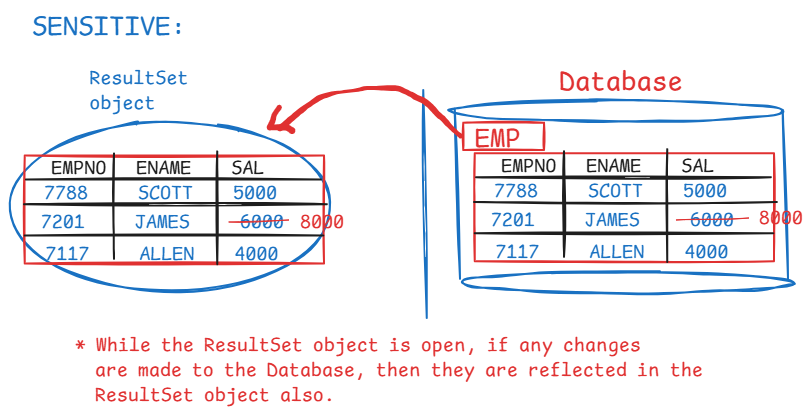 SENSITIVE:
ResultSet
object
EMPNO ENAME SAL
7788 SCOTT 5000
7201 JAMES 6000 8000
7117 ALLEN 4000
Database
EMP
EMPNO ENAME SAL
7788 SCOTT 5000
7201 JAMES 6000 8000
7117 ALLEN 4000
* While the ResultSet object is open, if any changes
are made to the Database, then they are reflected in the
ResultSet object also.